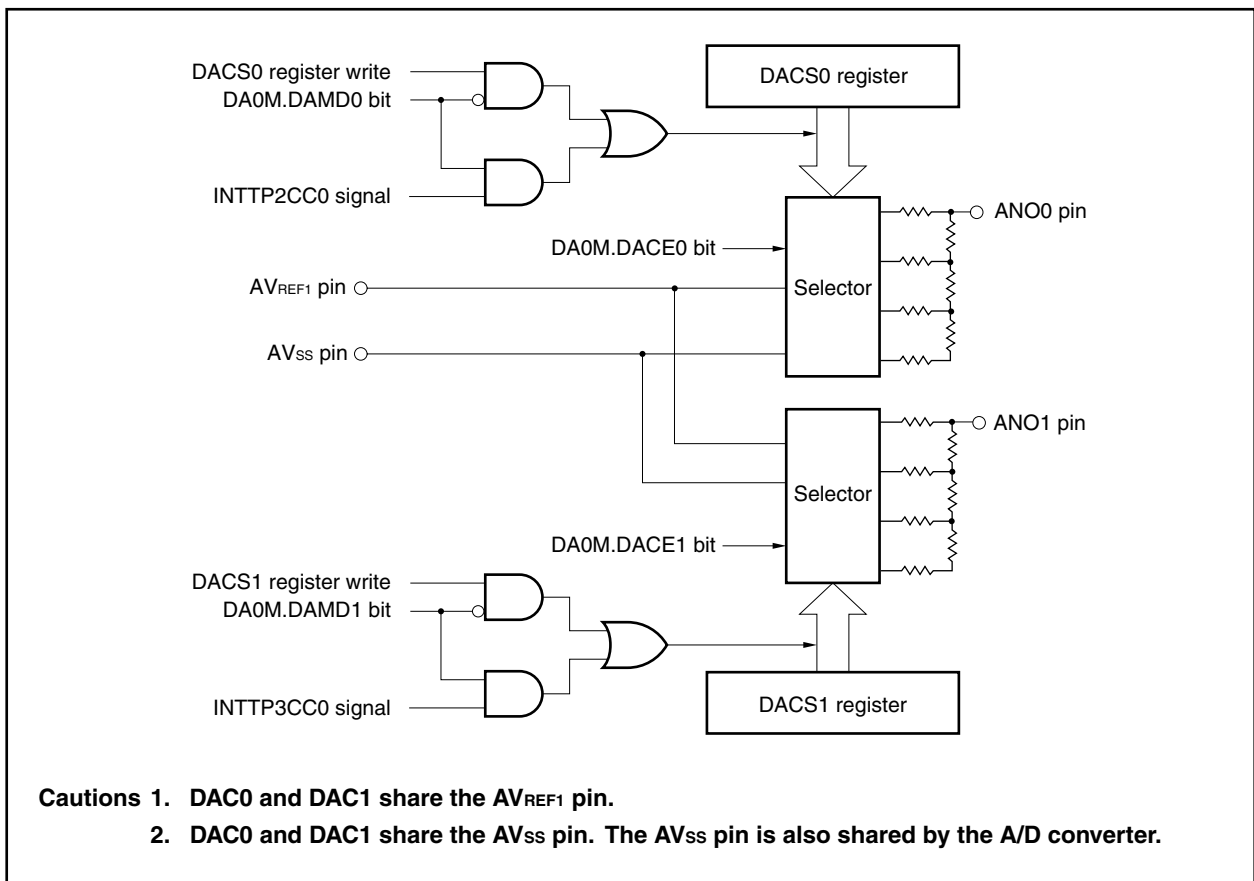 DACS0 register write
DA0M.DAMD0 bit
INTTP2CC0 signal
DACS0 register
DA0M.DACE0 bit
Selector
ANO0 pin
AVREF1 pin
AVSS pin
ANO1 pin
Selector
DA0M.DACE1 bit
DACS1 register write
DA0M.DAMD1 bit
INTTP3CC0 signal
DACS1 register
Cautions 1. DAC0 and DAC1 share the AVREF1 pin.
2. DAC0 and DAC1 share the AVSS pin. The AVSS pin is also shared by the A/D converter.